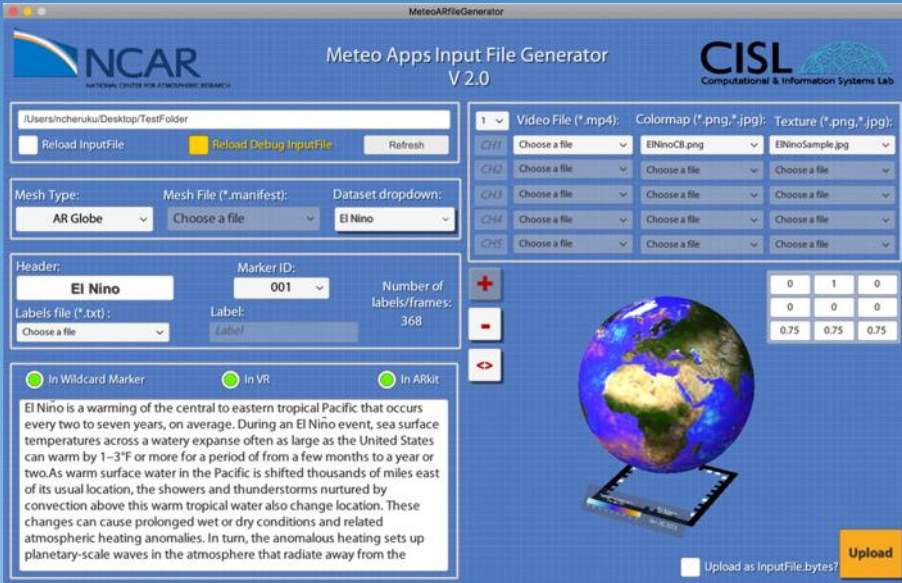 MeteoARfileGenerator
NCAR
NATIONAL CENTER FOR ATMOSPHERIC RESEARCH
Meteo Apps Input File Generator
V 2.0
CISL
Computational & Information Systems Lab
/Users/ncheruku/Desktop/TestFolder
Reload InputFile
Reload Debug InputFile
Refresh
Mesh Type:
Mesh File (*.manifest):
Dataset dropdown:
AR Globe
Choose a file
El Nino
Header:
Marker ID:
El Nino
001
Number of
labels/frames:
368
Labels file (*.txt) :
Label:
Choose a file
Label
In Wildcard Marker
In VR
In ARkit
El Niño is a warming of the central to eastern tropical Pacific that occurs
every two to seven years, on average. During an El Niño event, sea surface
temperatures across a watery expanse often as large as the United States
can warm by 1–3°F or more for a period of from a few months to a year or
two.As warm surface water in the Pacific is shifted thousands of miles east
of its usual location, the showers and thunderstorms nurtured by
convection above this warm tropical water also change location. These
changes can cause prolonged wet or dry conditions and related
atmospheric heating anomalies. In turn, the anomalous heating sets up
planetary-scale waves in the atmosphere that radiate away from the
1
Video File (*.mp4):
Colormap (*.png,*.jpg):
Texture (*.png,*.jpg):
CH1
Choose a file
ElNinoCB.png
ElNinoSample.jpg
CH2
Choose a file
Choose a file
Choose a file
CH3
Choose a file
Choose a file
Choose a file
CH4
Choose a file
Choose a file
Choose a file
CH5
Choose a file
Choose a file
Choose a file
+
-
<>
0 1 0
0 0 0
0.75 0.75 0.75
El Nino
Upload as InputFile.bytes?
Upload